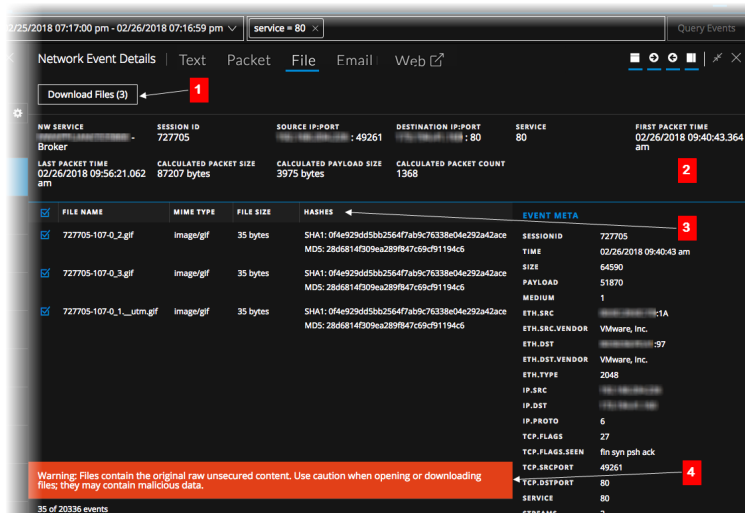 2/25/2018 07:17:00 pm - 02/26/2018 07:16:59 pm
service = 80 ×
Query Events
Network Event Details
Text
Packet
File
Email
Web
Download Files (3)
1
NW SERVICE
SESSION ID
SOURCE IP:PORT
DESTINATION IP:PORT
SERVICE
FIRST PACKET TIME
- Broker
727705
: 49261
: 80
80
02/26/2018 09:40:43.364 am
LAST PACKET TIME
CALCULATED PACKET SIZE
CALCULATED PAYLOAD SIZE
CALCULATED PACKET COUNT
02/26/2018 09:56:21.062 am
87207 bytes
3975 bytes
1368
2
FILE NAME
MIME TYPE
FILE SIZE
HASHES
3
727705-107-0_2.gif
image/gif
35 bytes
SHA1: 0f4e929dd5bb2564f7ab9c76338e04e292a42ace
MD5: 28d6814f309ea289f847c69cf91194c6
727705-107-0_3.gif
image/gif
35 bytes
SHA1: 0f4e929dd5bb2564f7ab9c76338e04e292a42ace
MD5: 28d6814f309ea289f847c69cf91194c6
727705-107-0_1.__utm.gif
image/gif
35 bytes
SHA1: 0f4e929dd5bb2564f7ab9c76338e04e292a42ace
MD5: 28d6814f309ea289f847c69cf91194c6
EVENT META
SESSIONID 727705
TIME 02/26/2018 09:40:43 am
SIZE 64590
PAYLOAD 51870
MEDIUM 1
ETH.SRC :1A
ETH.SRC.VENDOR VMware, Inc.
ETH.DST :97
ETH.DST.VENDOR VMware, Inc.
ETH.TYPE 2048
IP.SRC
IP.DST
IP.PROTO 6
TCP.FLAGS 27
TCP.FLAGS.SEEN fin syn psh ack
TCP.SRCPORT 49261
TCP.DSTPORT 80
SERVICE 80
STREAMS 2
4
Warning: Files contain the original raw unsecured content. Use caution when opening or downloading
files; they may contain malicious data.
35 of 20336 events